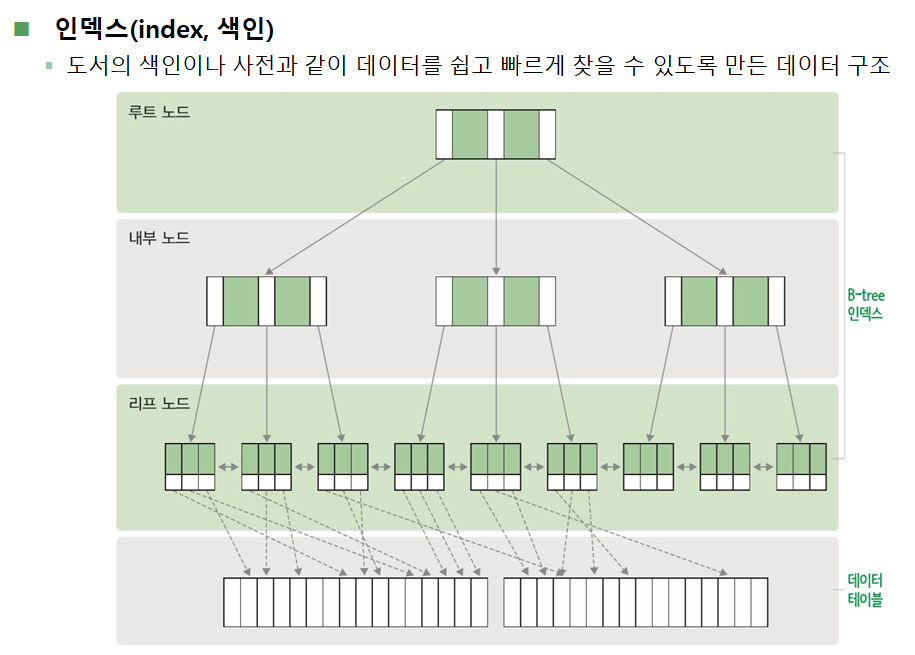 인덱스(index, 색인)
도서의 색인이나 사전과 같이 데이터를 쉽고 빠르게 찾을 수 있도록 만든 데이터 구조
루트 노드
내부 노드
B-tree
인덱스
리프 노드
데이터
테이블